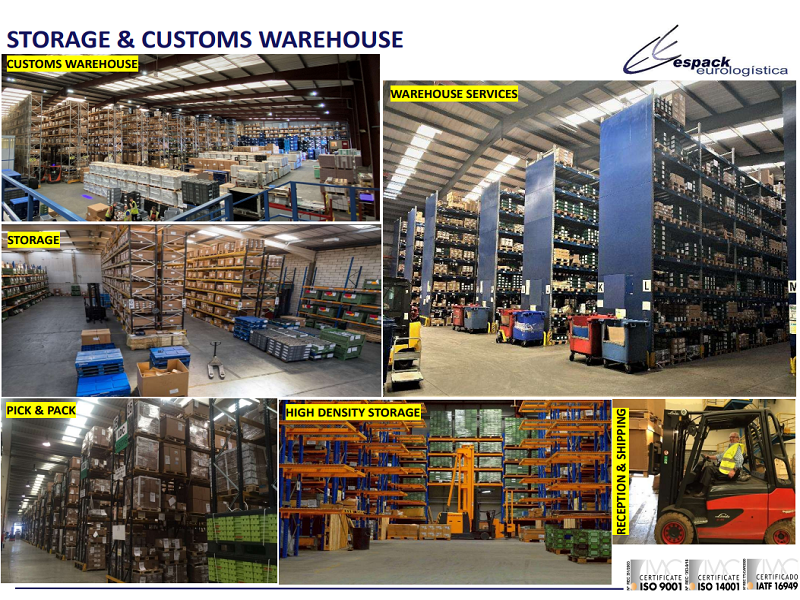 STORAGE & CUSTOMS WAREHOUSE
espack
eurologística
CUSTOMS WAREHOUSE
WAREHOUSE SERVICES
STORAGE
K
L
M
PICK & PACK
HIGH DENSITY STORAGE
RECEPTION & SHIPPING
CERTIFICATE
ISO 9001
CERTIFICATE
ISO 14001
CERTIFICADO
IATF 16949